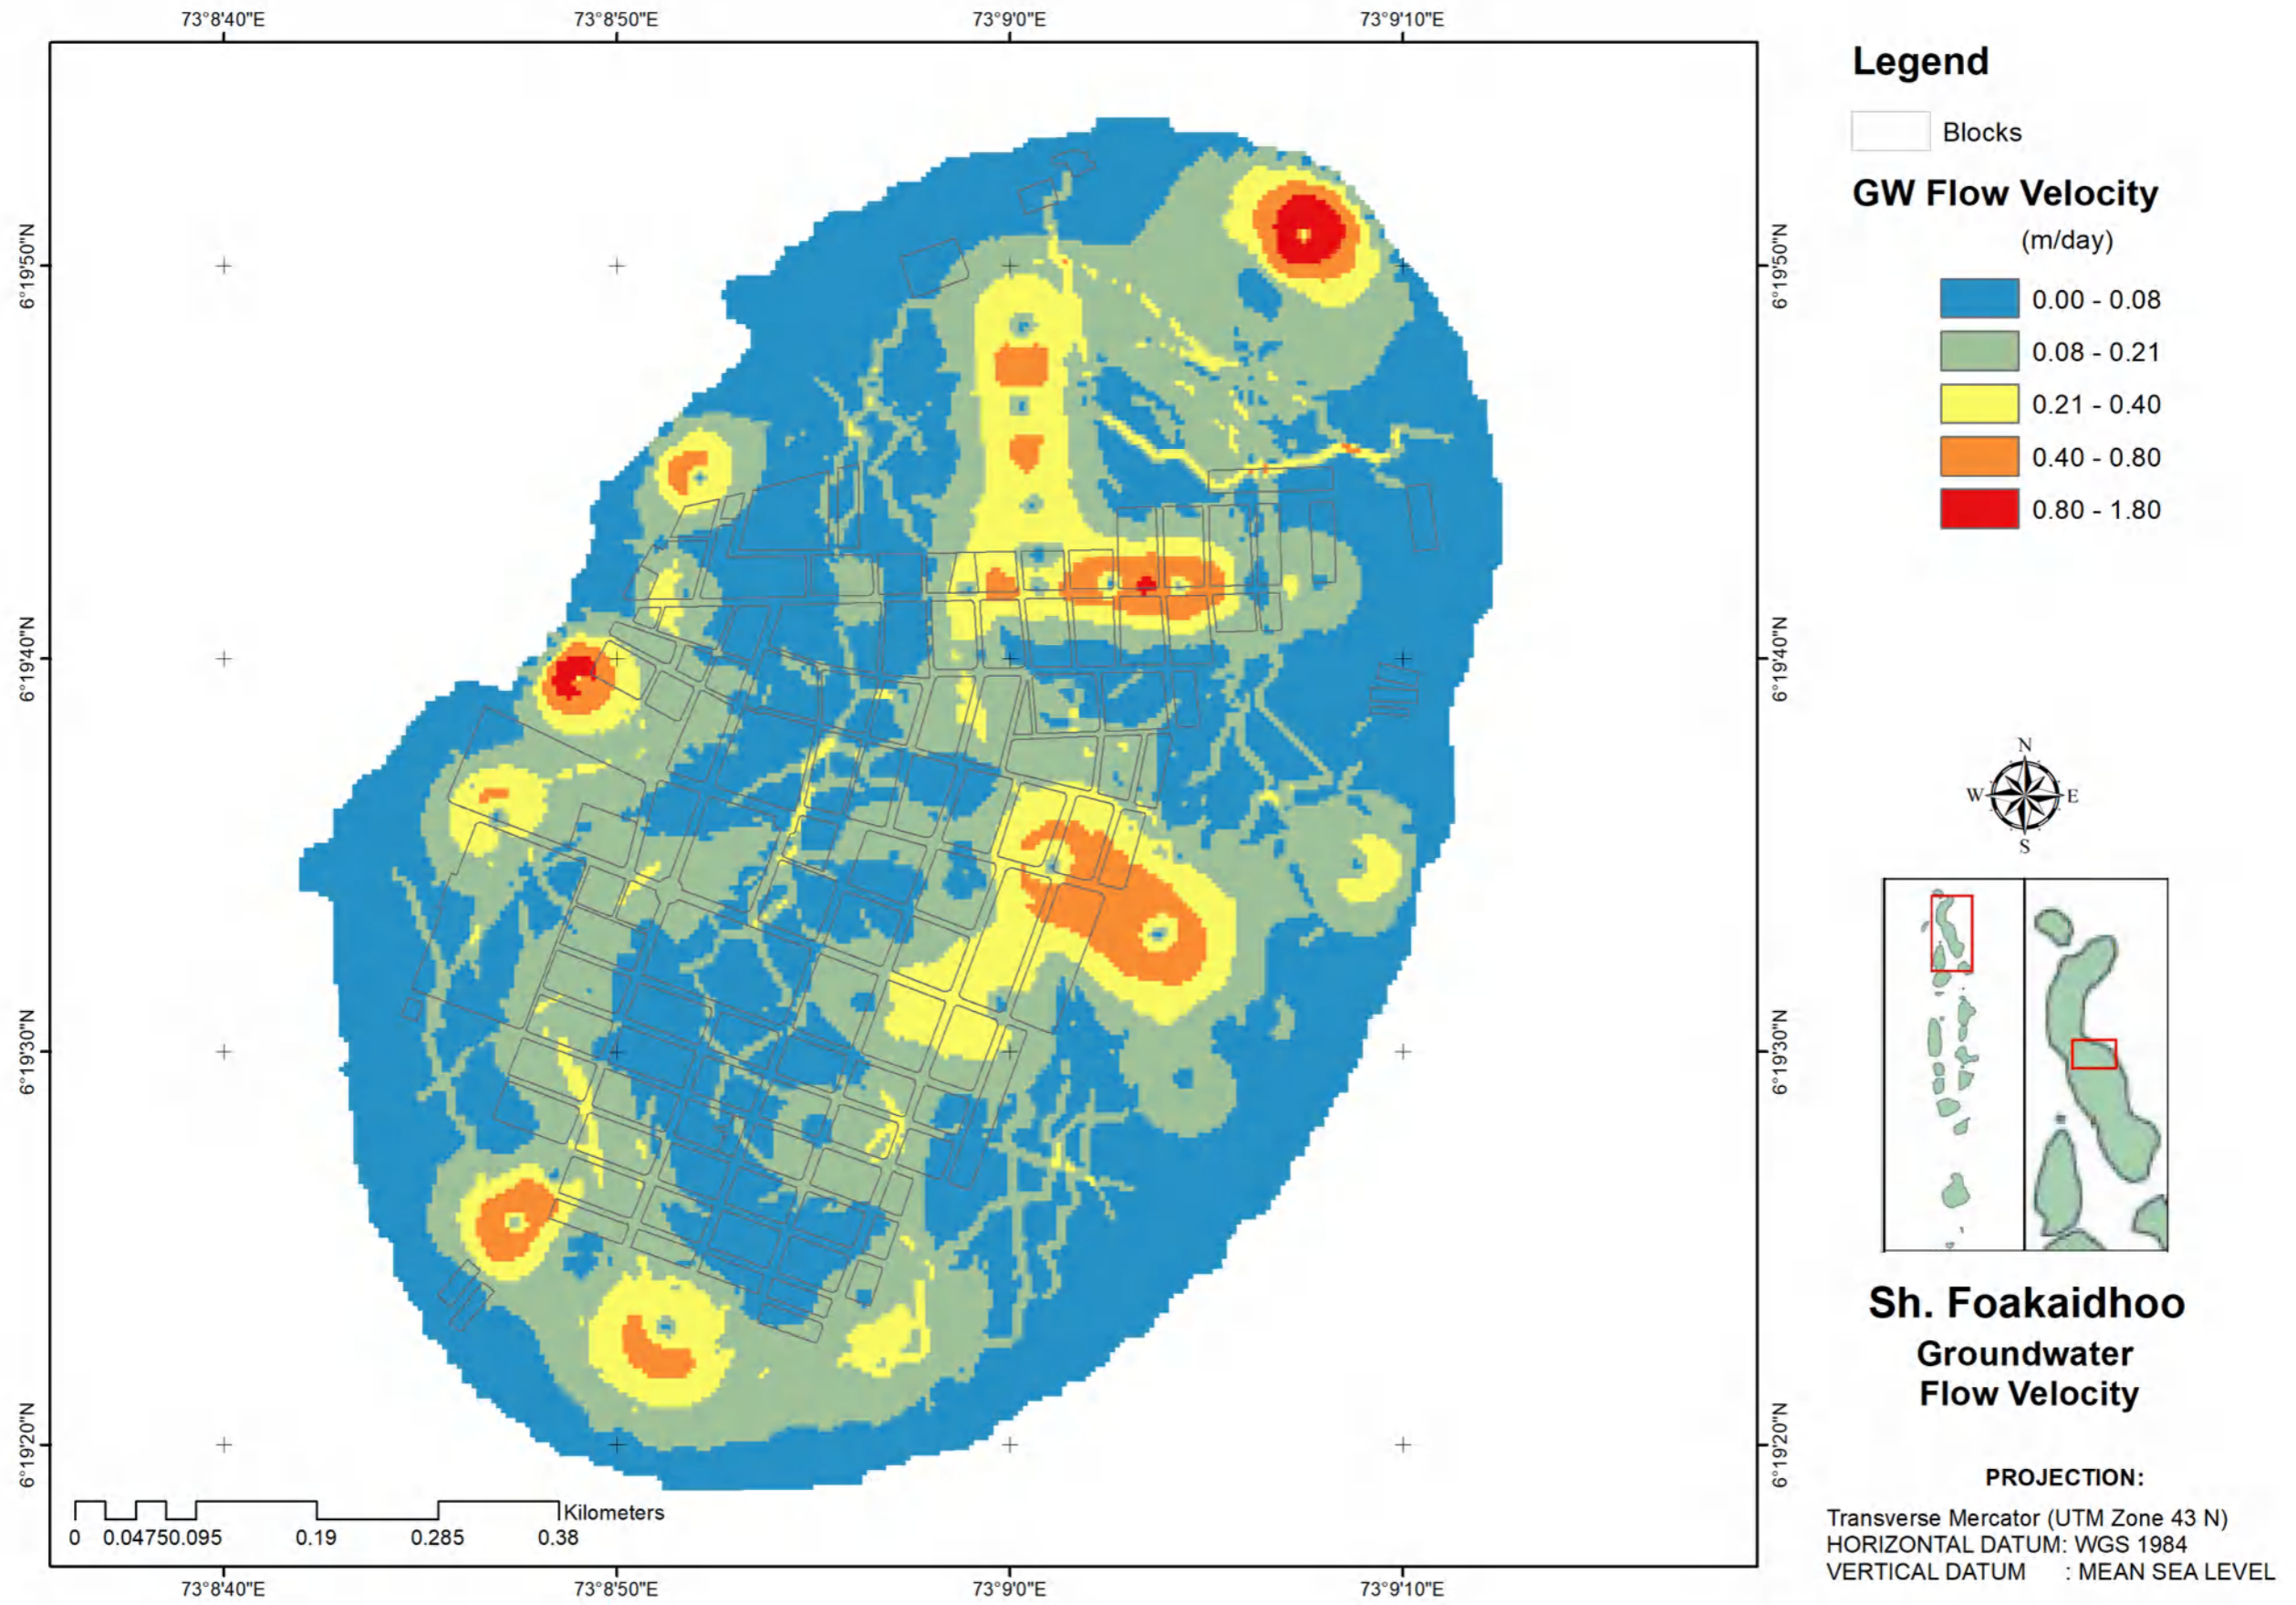 73°8'40"E 73°8'50"E 73°9'0"E 73°9'10"E
6°19'50"N
6°19'40"N
6°19'30"N
6°19'20"N
6°19'50"N
6°19'40"N
6°19'30"N
6°19'20"N
Kilometers
0 0.04750.095 0.19 0.285 0.38
73°8'40"E 73°8'50"E 73°9'0"E 73°9'10"E
Legend
Blocks
GW Flow Velocity
(m/day)
0.00 - 0.08
0.08 - 0.21
0.21 - 0.40
0.40 - 0.80
0.80 - 1.80
N
W E
S
Sh. Foakaidhoo
Groundwater
Flow Velocity
PROJECTION:
Transverse Mercator (UTM Zone 43 N)
HORIZONTAL DATUM: WGS 1984
VERTICAL DATUM : MEAN SEA LEVEL